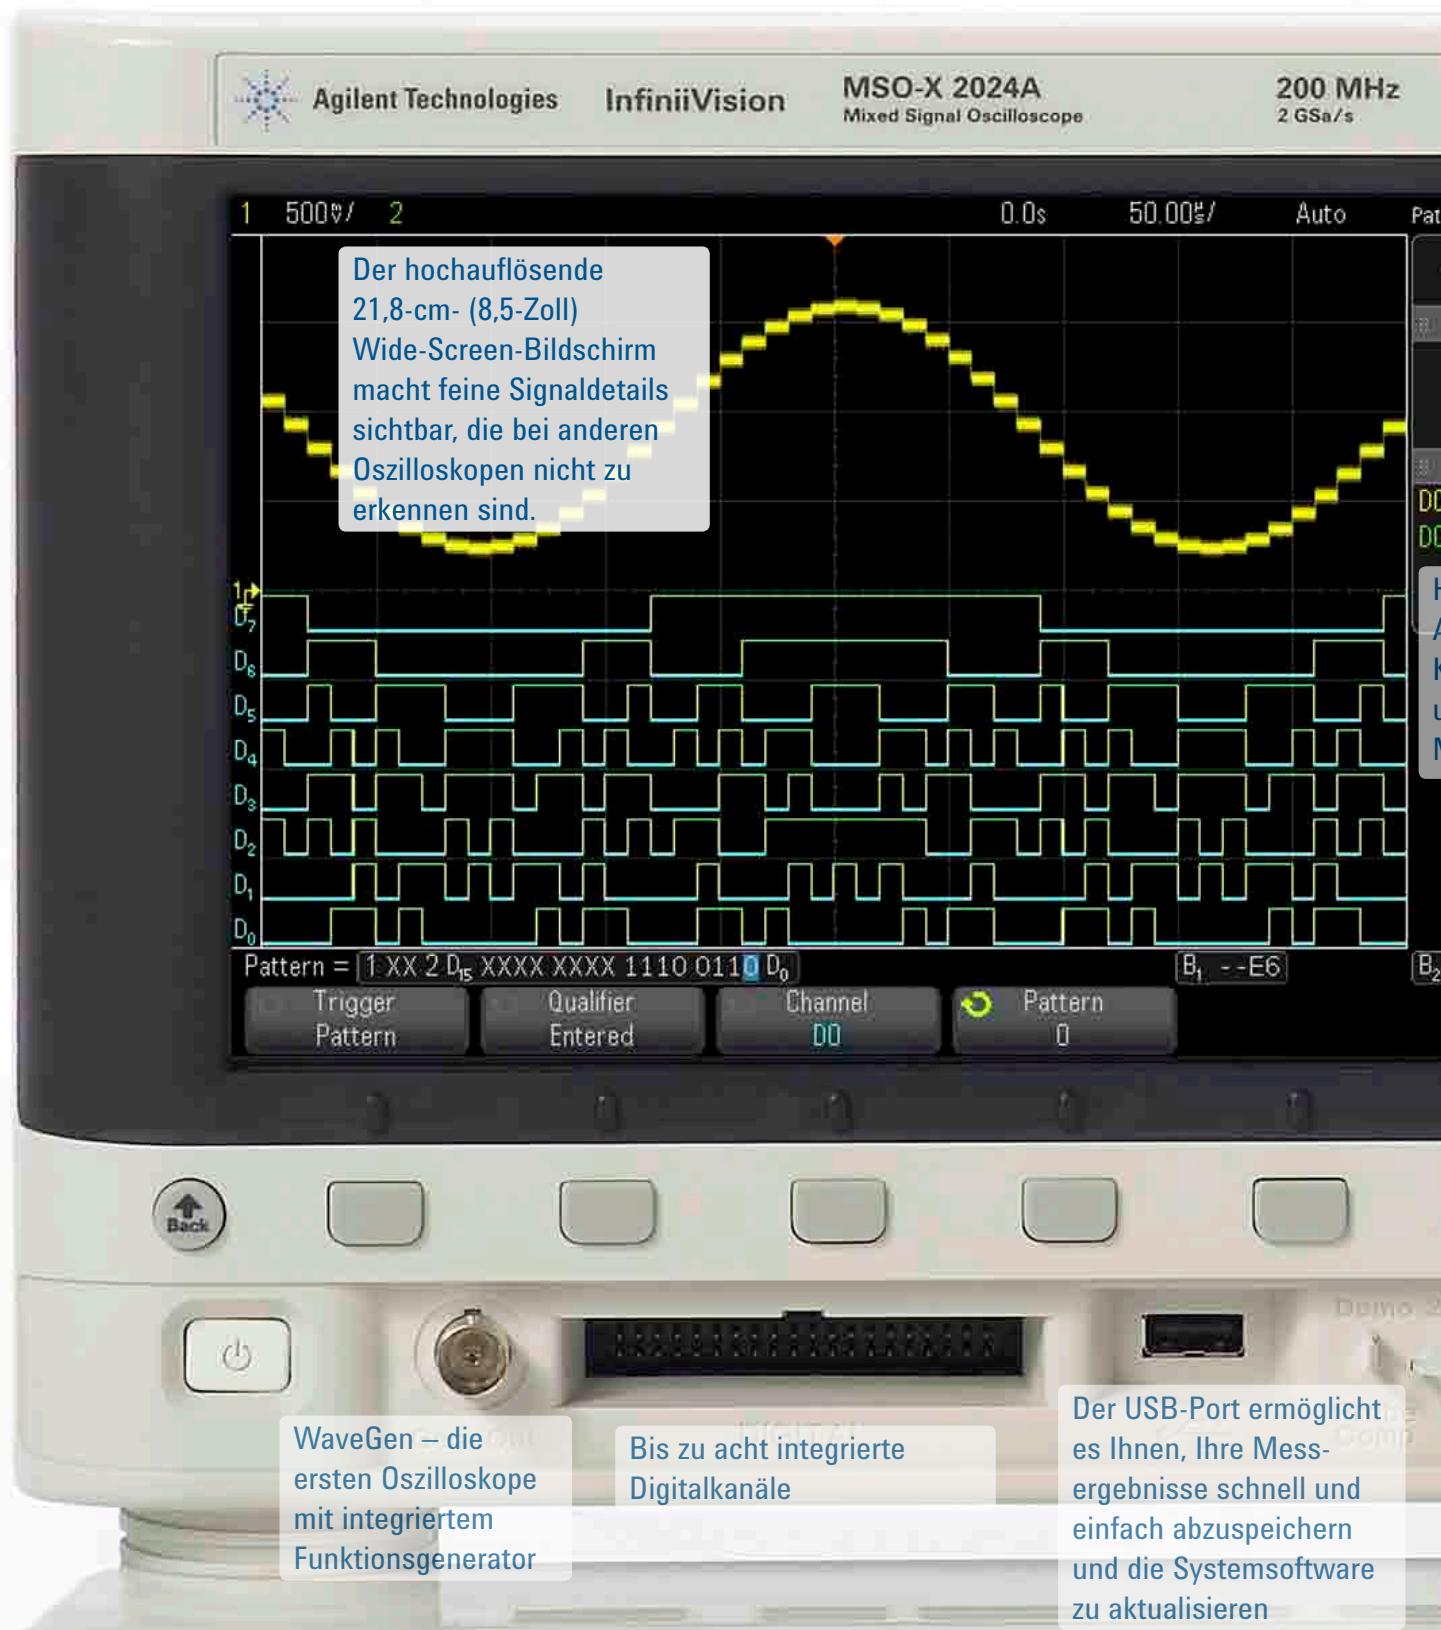 Agilent Technologies InfiniiVision MSO-X 2024A 200 MHz
Mixed Signal Oscilloscope 2 GSa/s
1 500mV/ 2 0.0s 50.00µs/ Auto
Der hochauflösende
21,8-cm- (8,5-Zoll)
Wide-Screen-Bildschirm
macht feine Signaldetails
sichtbar, die bei anderen
Oszilloskopen nicht zu
erkennen sind.
D7
D6
D5
D4
D3
D2
D1
D0
Pattern = 1 XX 2 D15 XXXX XXXX 1110 0110 D0 B1 --E6 B2
Trigger Qualifier Channel Pattern
Pattern Entered D0 0
Back
DIGITAL
WaveGen – die
ersten Oszilloskope
mit integriertem
Funktionsgenerator
Bis zu acht integrierte
Digitalkanäle
Der USB-Port ermöglicht
es Ihnen, Ihre Mess-
ergebnisse schnell und
einfach abzuspeichern
und die Systemsoftware
zu aktualisieren
Demo 2
Comp